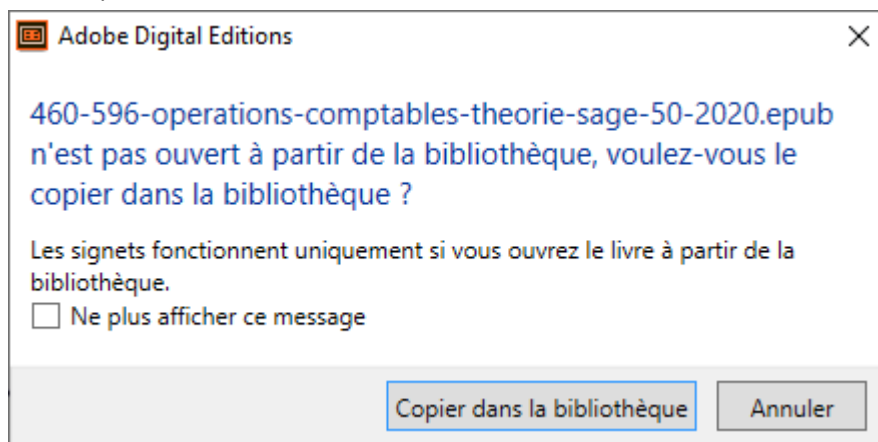 Adobe Digital Editions
460-596-operations-comptables-theorie-sage-50-2020.epub
n'est pas ouvert à partir de la bibliothèque, voulez-vous le
copier dans la bibliothèque ?
Les signets fonctionnent uniquement si vous ouvrez le livre à partir de la
bibliothèque.
Ne plus afficher ce message
Copier dans la bibliothèque
Annuler